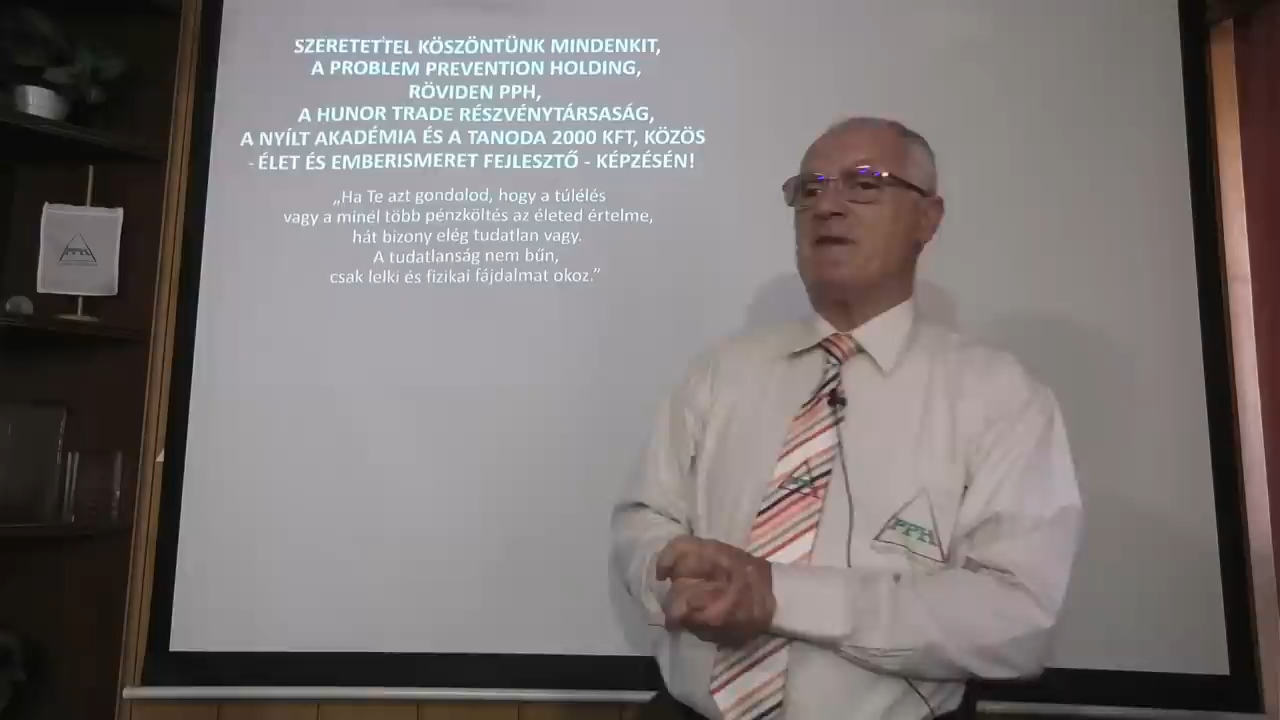 SZERETETTEL KÖSZÖNTÜNK MINDENKIT,
A PROBLEM PREVENTION HOLDING,
RÖVIDEN PPH,
A HUNOR TRADE RÉSZVÉNYTÁRSASÁG,
A NYÍLT AKADÉMIA ÉS A TANODA 2000 KFT, KÖZÖS
- ÉLET ÉS EMBERISMERET FEJLESZTŐ - KÉPZÉSÉN!
„Ha Te azt gondolod, hogy a túlélés
vagy a minél több pénzköltés az életed értelme,
hát bizony elég tudatlan vagy.
A tudatlanság nem bűn,
csak lelki és fizikai fájdalmat okoz.”
PPH
PPH